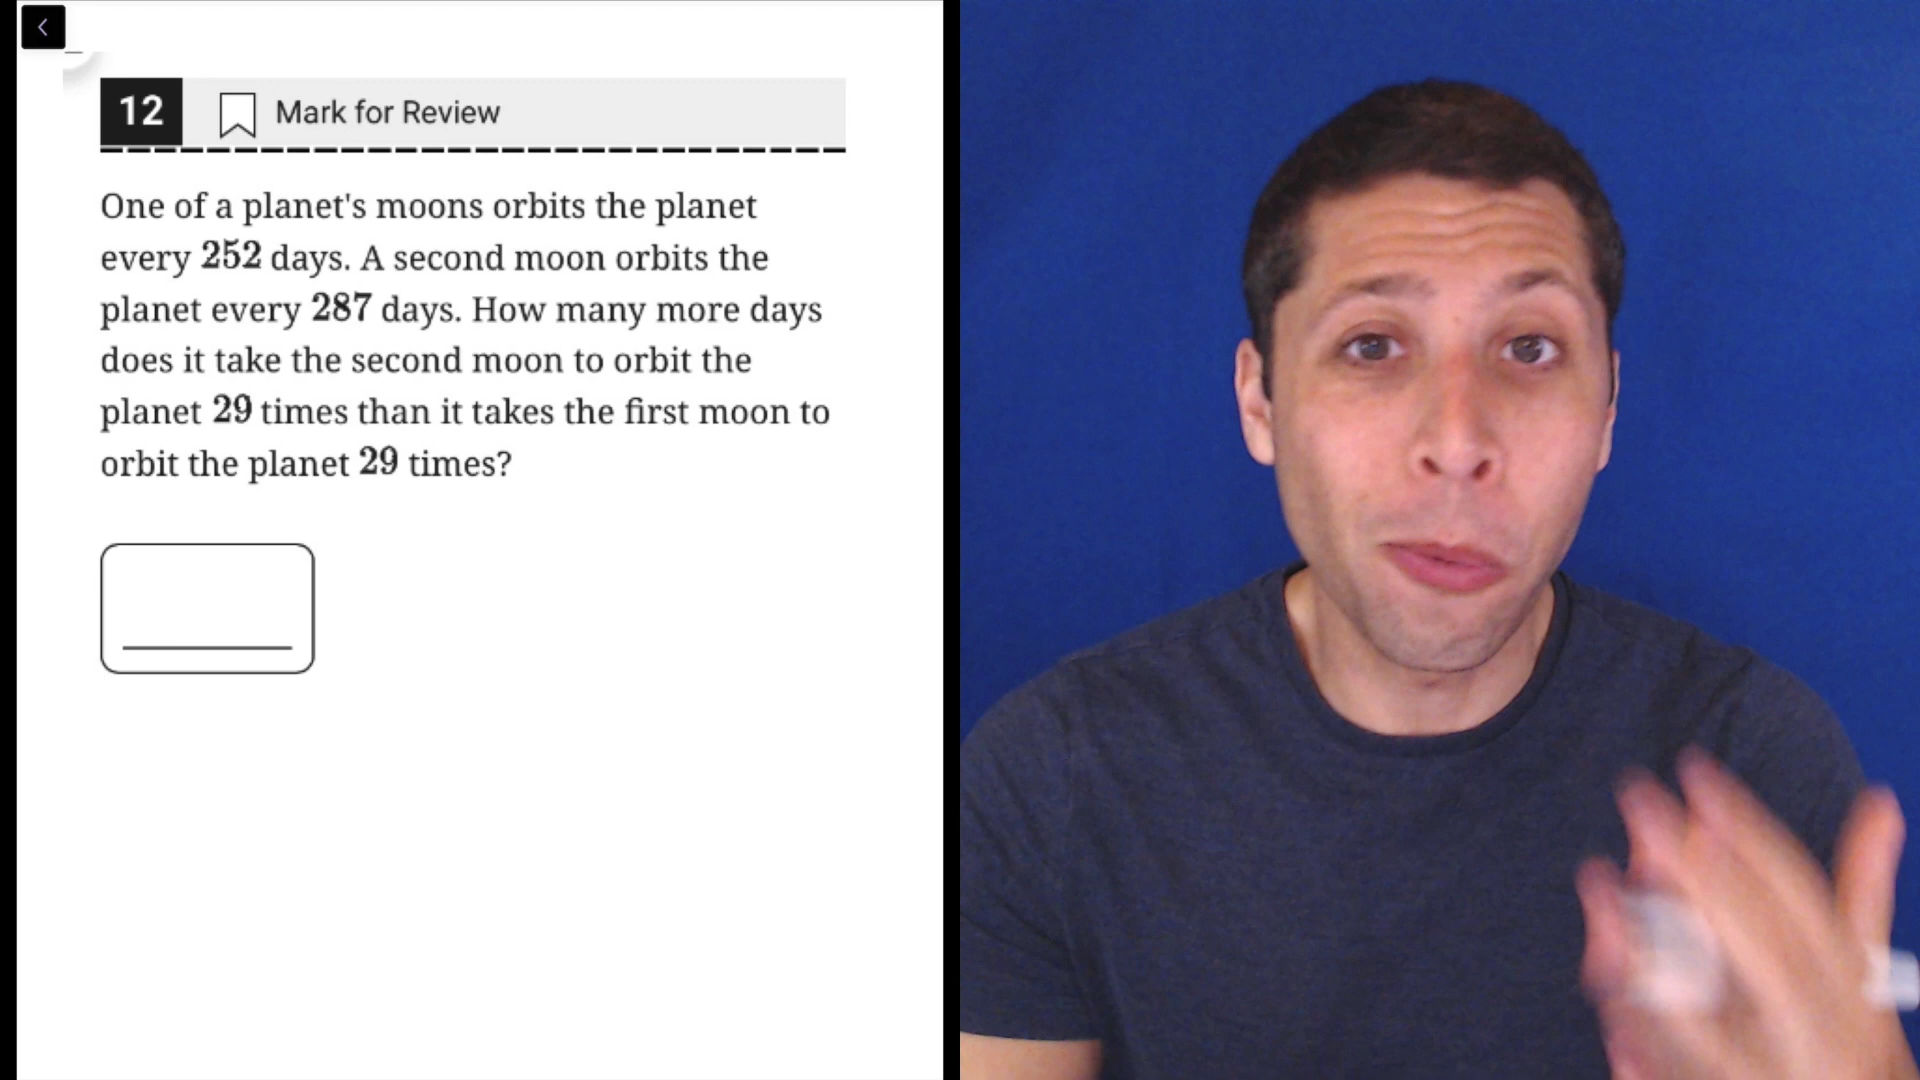 12 Mark for Review
One of a planet's moons orbits the planet
every 252 days. A second moon orbits the
planet every 287 days. How many more days
does it take the second moon to orbit the
planet 29 times than it takes the first moon to
orbit the planet 29 times?